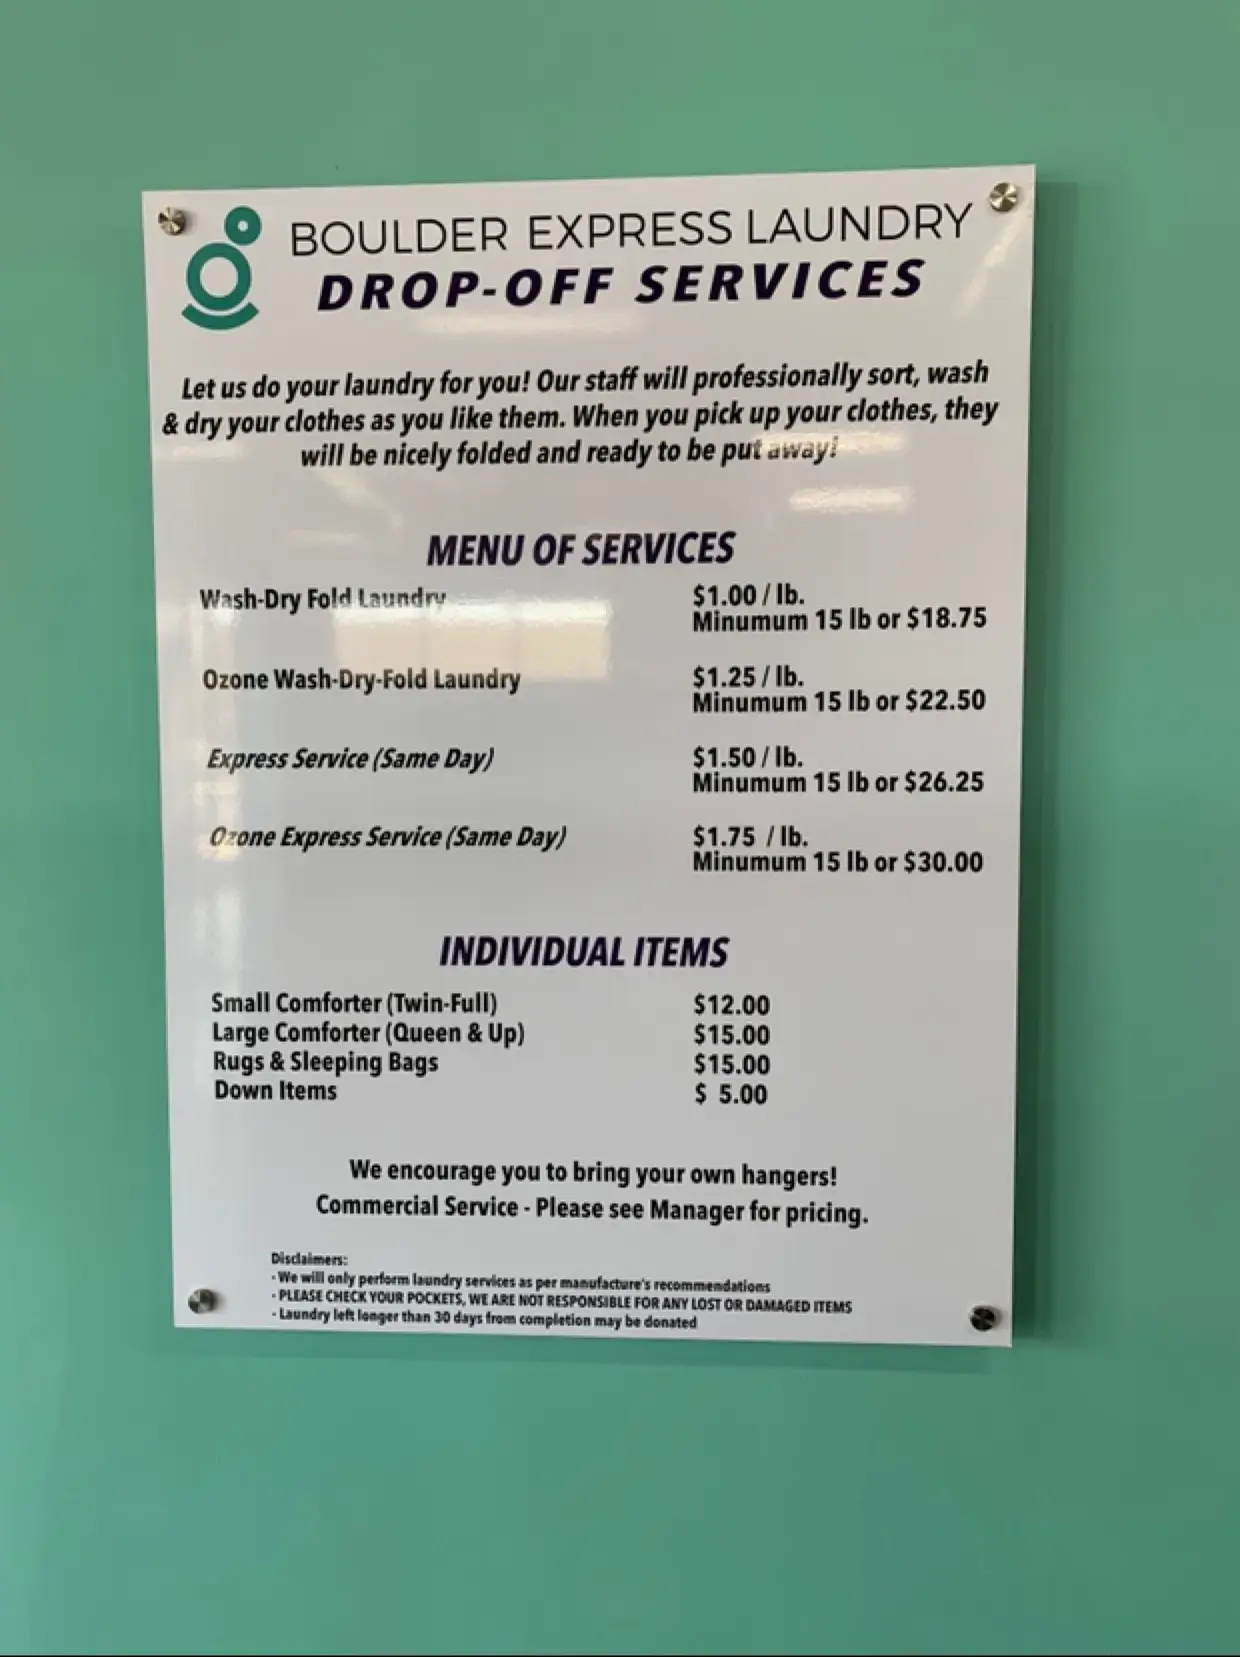 BOULDER EXPRESS LAUNDRY
DROP-OFF SERVICES
Let us do your laundry for you! Our staff will professionally sort, wash
& dry your clothes as you like them. When you pick up your clothes, they
will be nicely folded and ready to be put away!
MENU OF SERVICES
Wash-Dry Fold Laundry $1.00 / lb.
Minumum 15 lb or $18.75
Ozone Wash-Dry-Fold Laundry $1.25 / lb.
Minumum 15 lb or $22.50
Express Service (Same Day) $1.50 / lb.
Minumum 15 lb or $26.25
Ozone Express Service (Same Day) $1.75 / lb.
Minumum 15 lb or $30.00
INDIVIDUAL ITEMS
Small Comforter (Twin-Full) $12.00
Large Comforter (Queen & Up) $15.00
Rugs & Sleeping Bags $15.00
Down Items $ 5.00
We encourage you to bring your own hangers!
Commercial Service - Please see Manager for pricing.
Disclaimers:
- We will only perform laundry services as per manufacture's recommendations
- PLEASE CHECK YOUR POCKETS, WE ARE NOT RESPONSIBLE FOR ANY LOST OR DAMAGED ITEMS
- Laundry left longer than 30 days from completion may be donated